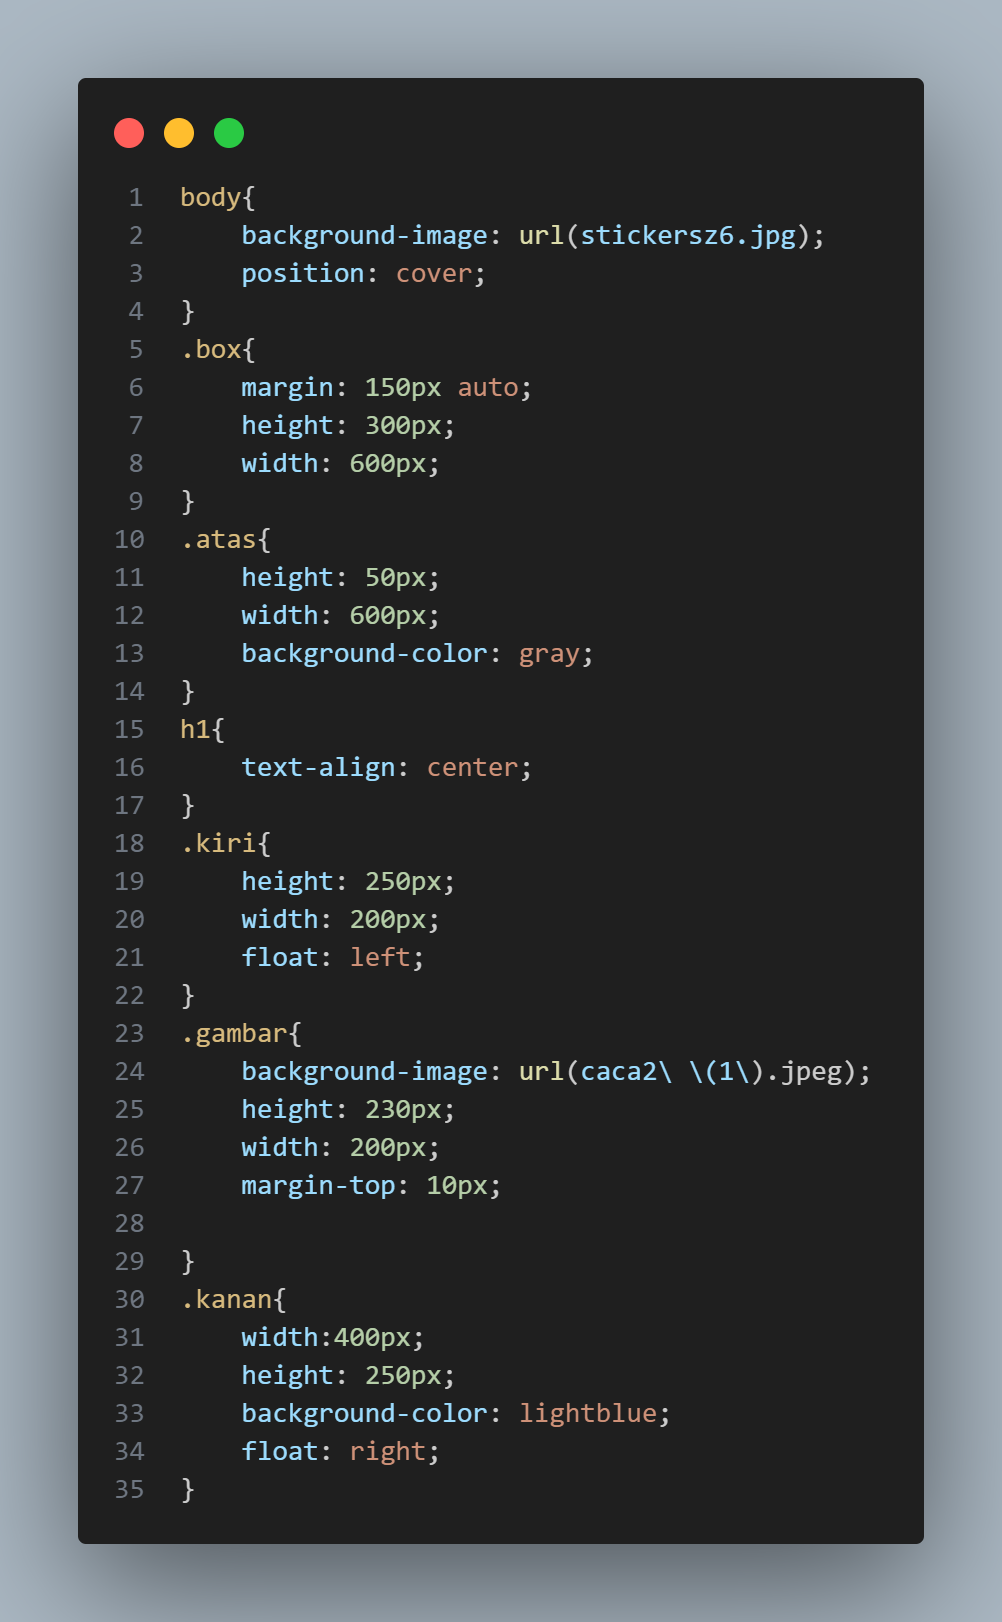 1 body{
2     background-image: url(stickersz6.jpg);
3     position: cover;
4 }
5 .box{
6     margin: 150px auto;
7     height: 300px;
8     width: 600px;
9 }
10 .atas{
11     height: 50px;
12     width: 600px;
13     background-color: gray;
14 }
15 h1{
16     text-align: center;
17 }
18 .kiri{
19     height: 250px;
20     width: 200px;
21     float: left;
22 }
23 .gambar{
24     background-image: url(caca2\ \(1\).jpeg);
25     height: 230px;
26     width: 200px;
27     margin-top: 10px;
28
29 }
30 .kanan{
31     width:400px;
32     height: 250px;
33     background-color: lightblue;
34     float: right;
35 }